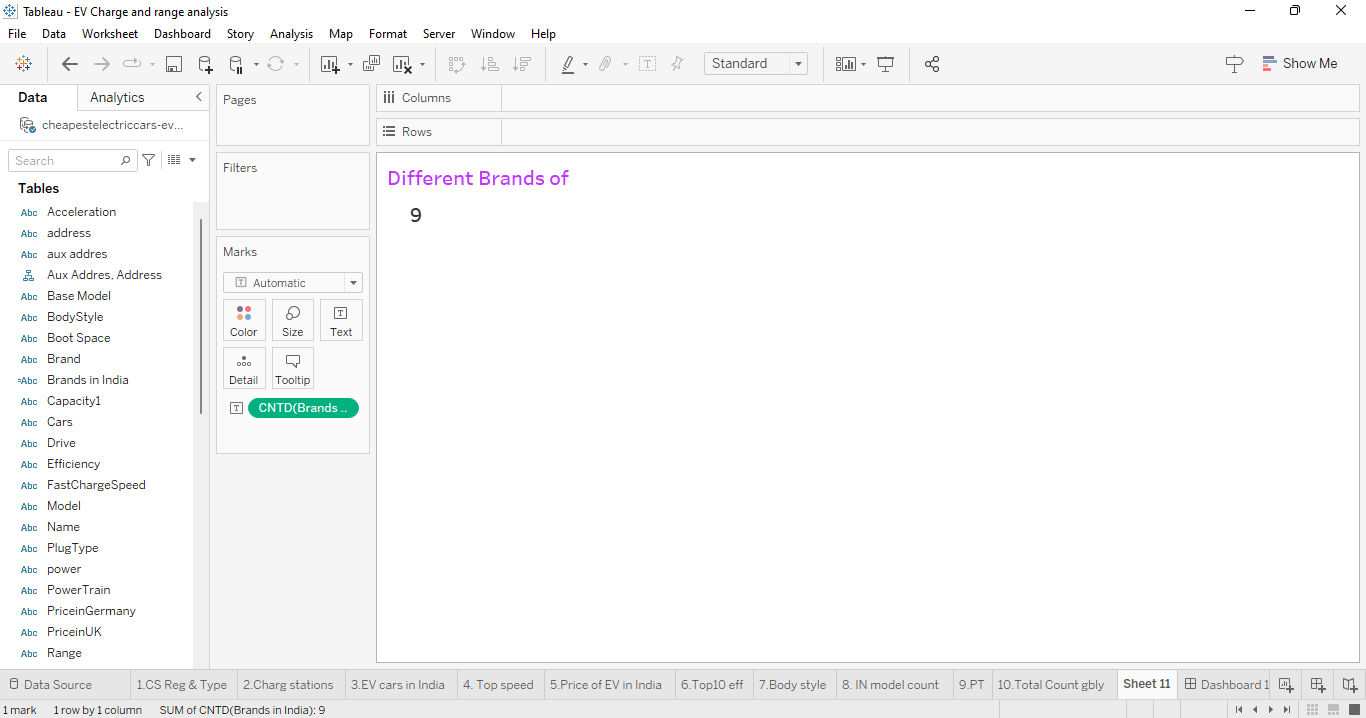 Tableau - EV Charge and range analysis
File Data Worksheet Dashboard Story Analysis Map Format Server Window Help
Standard
Show Me
Data Analytics
cheapestelectriccars-ev...
Search
Tables
Abc Acceleration
Abc address
Abc aux addres
Aux Addres, Address
Abc Base Model
Abc BodyStyle
Abc Boot Space
Abc Brand
=Abc Brands in India
Abc Capacity1
Abc Cars
Abc Drive
Abc Efficiency
Abc FastChargeSpeed
Abc Model
Abc Name
Abc PlugType
Abc power
Abc PowerTrain
Abc PriceinGermany
Abc PriceinUK
Abc Range
Pages
Filters
Marks
T Automatic
Color Size Text
Detail Tooltip
T CNTD(Brands ..
Columns
Rows
Different Brands of
9
Data Source 1.CS Reg & Type 2.Charg stations 3.EV cars in India 4. Top speed 5.Price of EV in India 6.Top10 eff 7.Body style 8. IN model count 9.PT 10.Total Count gbly Sheet 11 Dashboard 1
1 mark 1 row by 1 column SUM of CNTD(Brands in India): 9